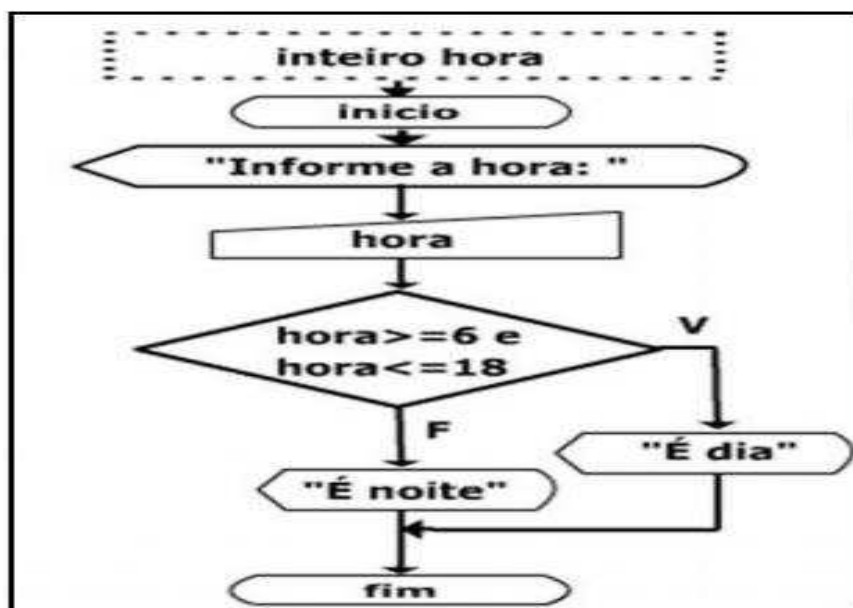 inteiro hora
inicio
"Informe a hora: "
hora
hora>=6 e
hora<=18
V
F
"É dia"
"É noite"
fim